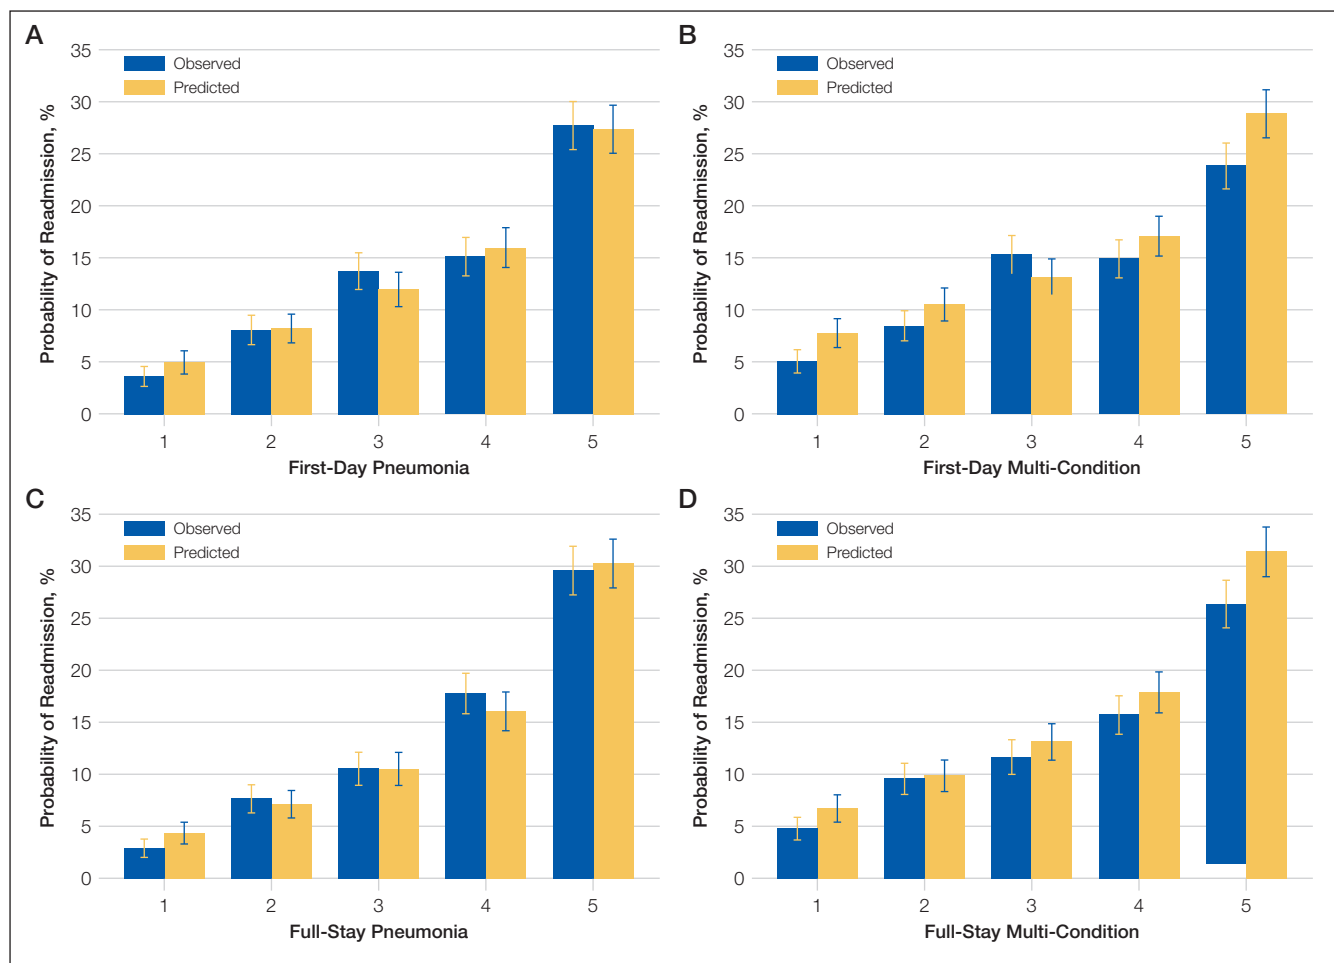 A
Probability of Readmission, %
35
30
25
20
15
10
5
0
Observed
Predicted
1 2 3 4 5
First-Day Pneumonia
B
Probability of Readmission, %
35
30
25
20
15
10
5
0
Observed
Predicted
1 2 3 4 5
First-Day Multi-Condition
C
Probability of Readmission, %
35
30
25
20
15
10
5
0
Observed
Predicted
1 2 3 4 5
Full-Stay Pneumonia
D
Probability of Readmission, %
35
30
25
20
15
10
5
0
Observed
Predicted
1 2 3 4 5
Full-Stay Multi-Condition